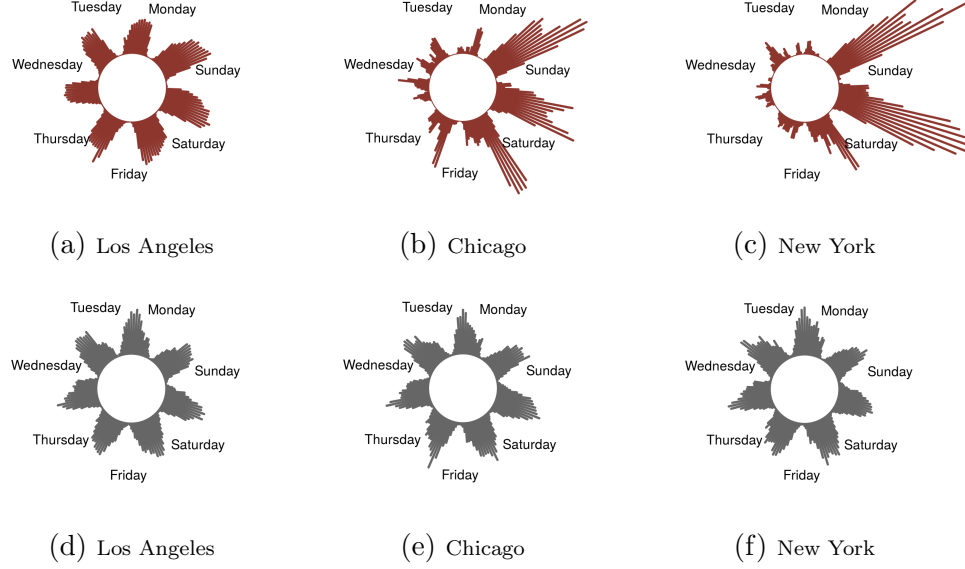 Tuesday Monday Tuesday Monday Tuesday Monday
Wednesday Sunday Wednesday Sunday Wednesday Sunday
Thursday Saturday Thursday Saturday Thursday Saturday
Friday Friday Friday
(a) Los Angeles (b) Chicago (c) New York
Tuesday Monday Tuesday Monday Tuesday Monday
Wednesday Sunday Wednesday Sunday Wednesday Sunday
Thursday Saturday Thursday Saturday Thursday Saturday
Friday Friday Friday
(d) Los Angeles (e) Chicago (f) New York